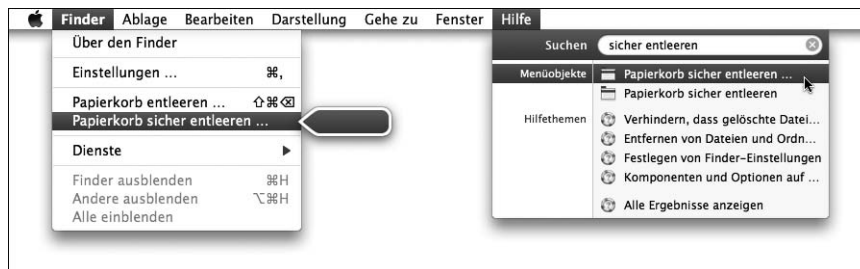 Finder Ablage Bearbeiten Darstellung Gehe zu Fenster Hilfe
Über den Finder
Einstellungen ... ⌘,
Papierkorb entleeren ... ⇧⌘⌫
Papierkorb sicher entleeren ...
Dienste ▶
Finder ausblenden ⌘H
Andere ausblenden ⌥⌘H
Alle einblenden
Suchen sicher entleeren
Menüobjekte Papierkorb sicher entleeren ...
Papierkorb sicher entleeren
Hilfethemen Verhindern, dass gelöschte Datei...
Entfernen von Dateien und Ordn...
Festlegen von Finder-Einstellungen
Komponenten und Optionen auf ...
Alle Ergebnisse anzeigen